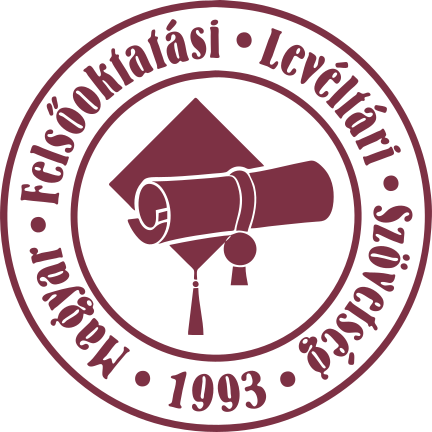 Magyar • Felsőoktatási • Levéltári • Szövetség • 1993 •